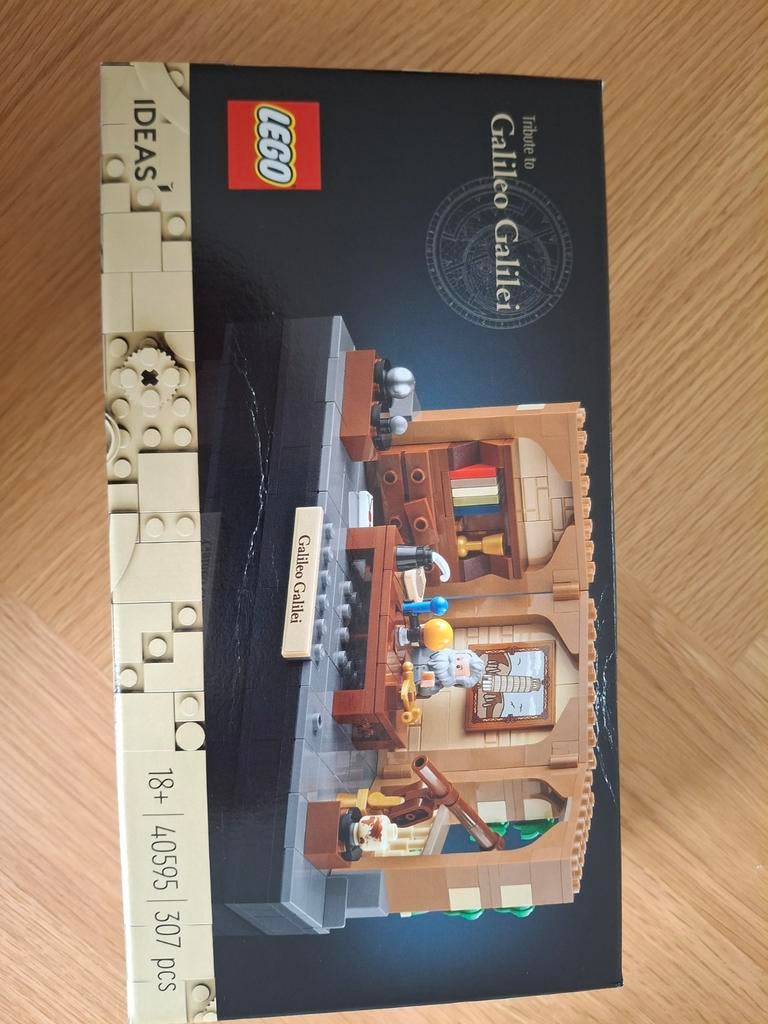 Tribute to
Galileo Galilei
LEGO
Galileo Galilei
IDEAS
18+ | 40595 | 307 pcs